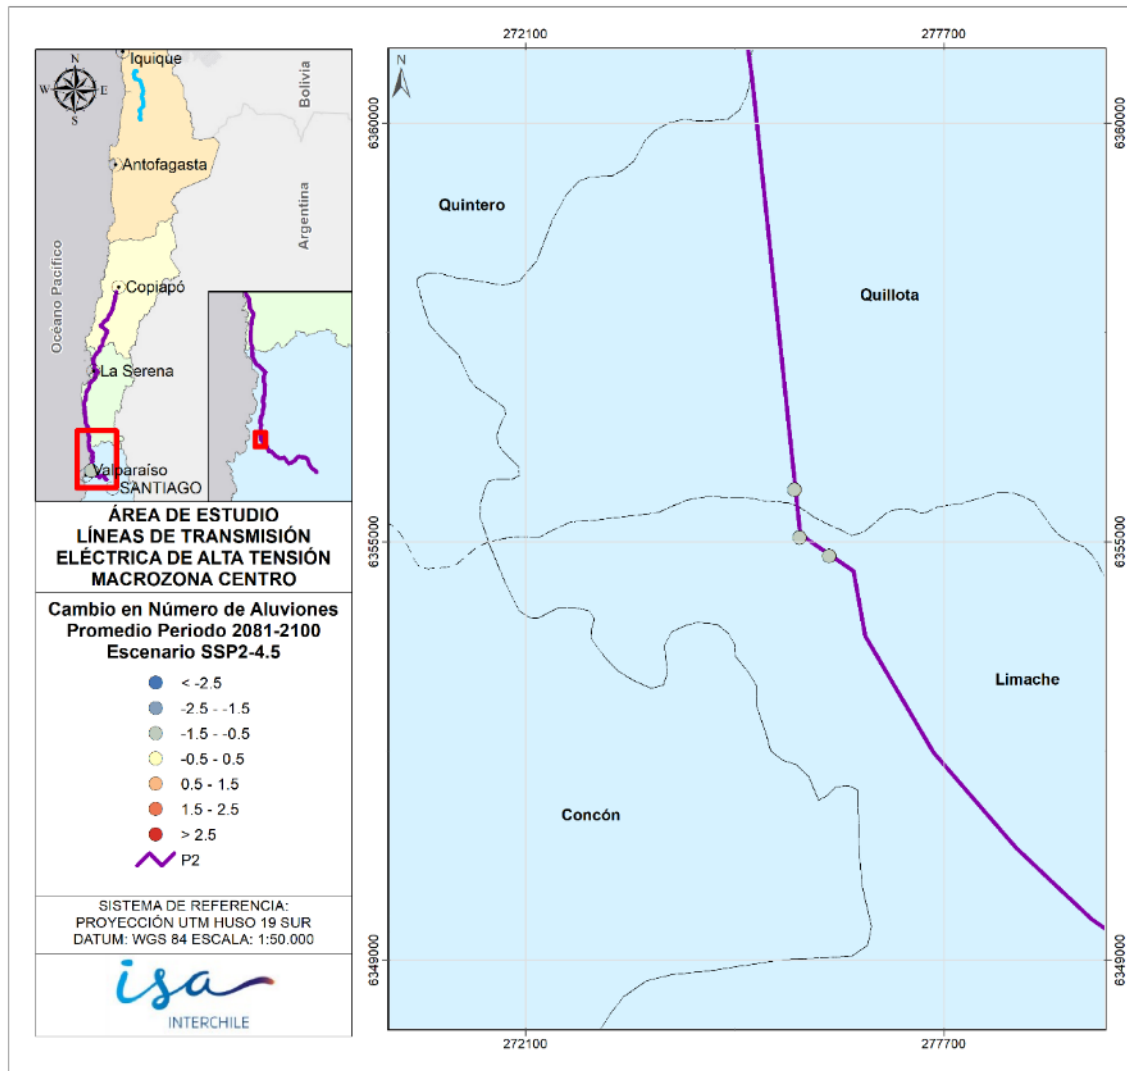 N
W
E
S
Iquique
Bolivia
Antofagasta
Argentina
Océano Pacífico
Copiapó
La Serena
Valparaíso
SANTIAGO
ÁREA DE ESTUDIO
LÍNEAS DE TRANSMISIÓN
ELÉCTRICA DE ALTA TENSIÓN
MACROZONA CENTRO
Cambio en Número de Aluviones
Promedio Periodo 2081-2100
Escenario SSP2-4.5
< -2.5
-2.5 - -1.5
-1.5 - -0.5
-0.5 - 0.5
0.5 - 1.5
1.5 - 2.5
> 2.5
P2
SISTEMA DE REFERENCIA:
PROYECCIÓN UTM HUSO 19 SUR
DATUM: WGS 84 ESCALA: 1:50.000
isa
INTERCHILE
272100
277700
N
6360000
6360000
Quintero
Quillota
6355000
6355000
Limache
Concón
6349000
6349000
272100
277700